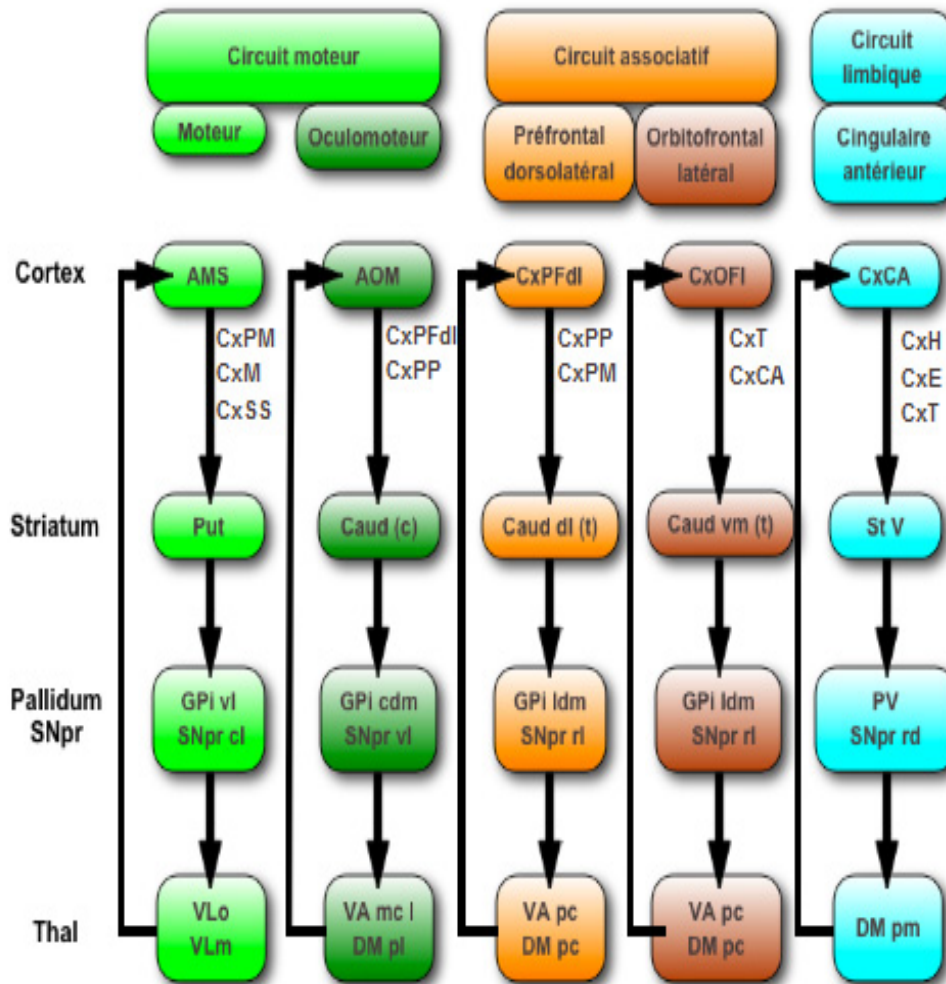 Circuit moteur
Circuit associatif
Circuit
limbique
Moteur
Oculomoteur
Préfrontal
dorsolatéral
Orbitofrontal
latéral
Cingulaire
antérieur
Cortex
AMS
AOM
CxPFdl
CxOFl
CxCA
CxPM
CxM
CxSS
CxPFdl
CxPP
CxPP
CxPM
CxT
CxCA
CxH
CxE
CxT
Striatum
Put
Caud (c)
Caud dl (t)
Caud vm (t)
St V
Pallidum
SNpr
GPi vl
SNpr cl
GPi cdm
SNpr vl
GPi ldm
SNpr rl
GPi ldm
SNpr rl
PV
SNpr rd
Thal
VLo
VLm
VA mc l
DM pl
VA pc
DM pc
VA pc
DM pc
DM pm